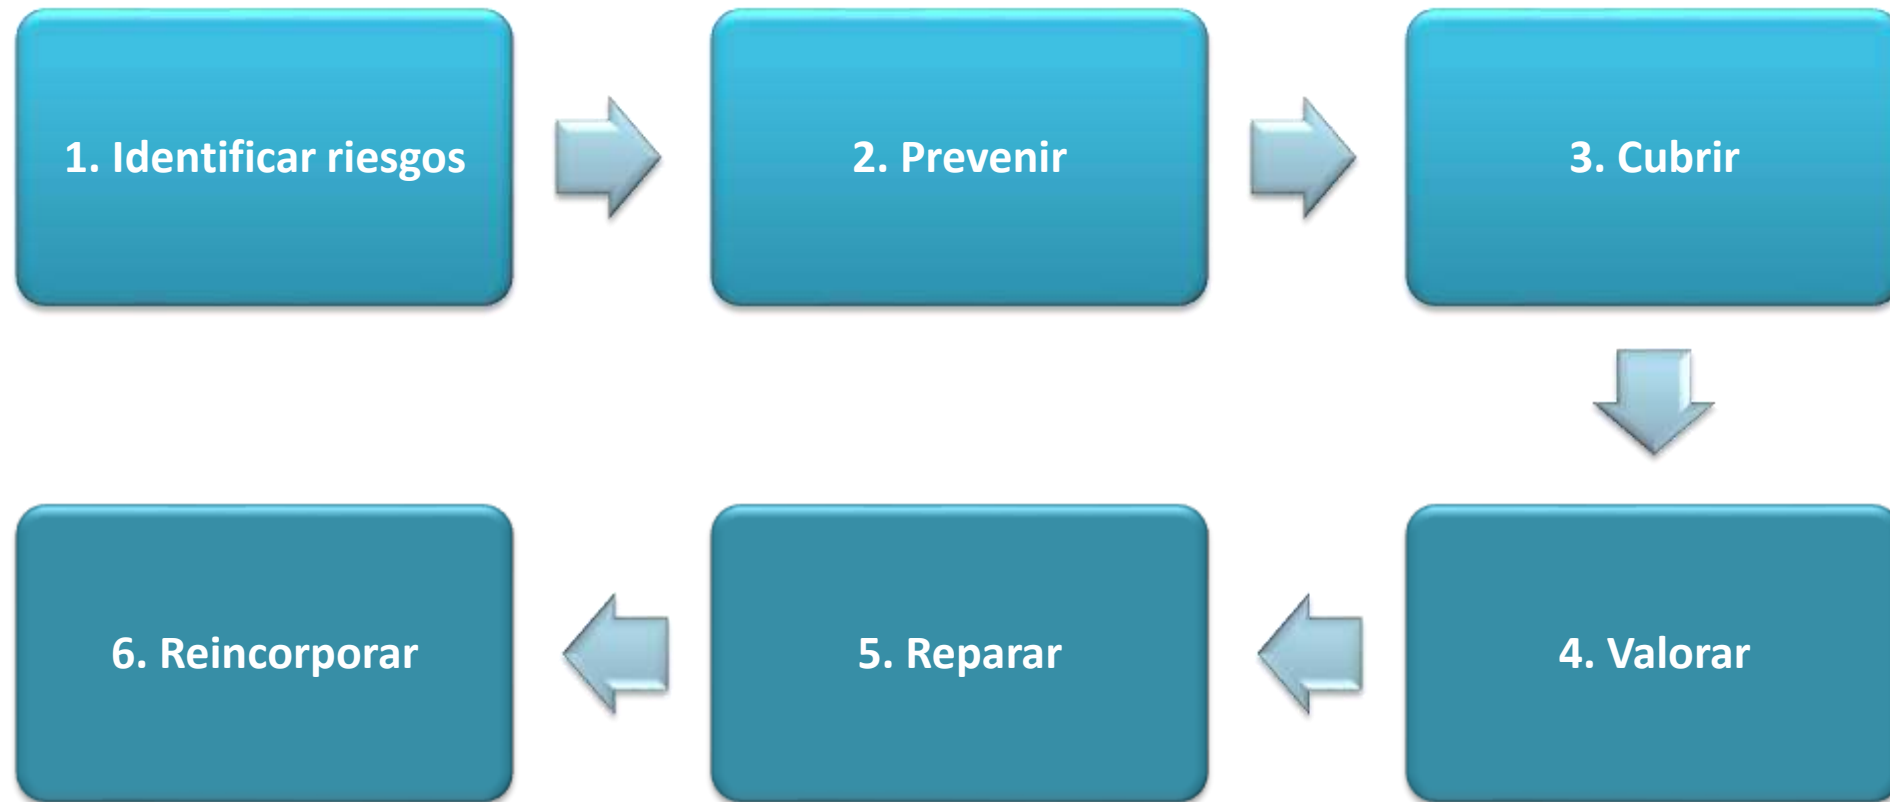 1. Identificar riesgos
2. Prevenir
3. Cubrir
4. Valorar
5. Reparar
6. Reincorporar